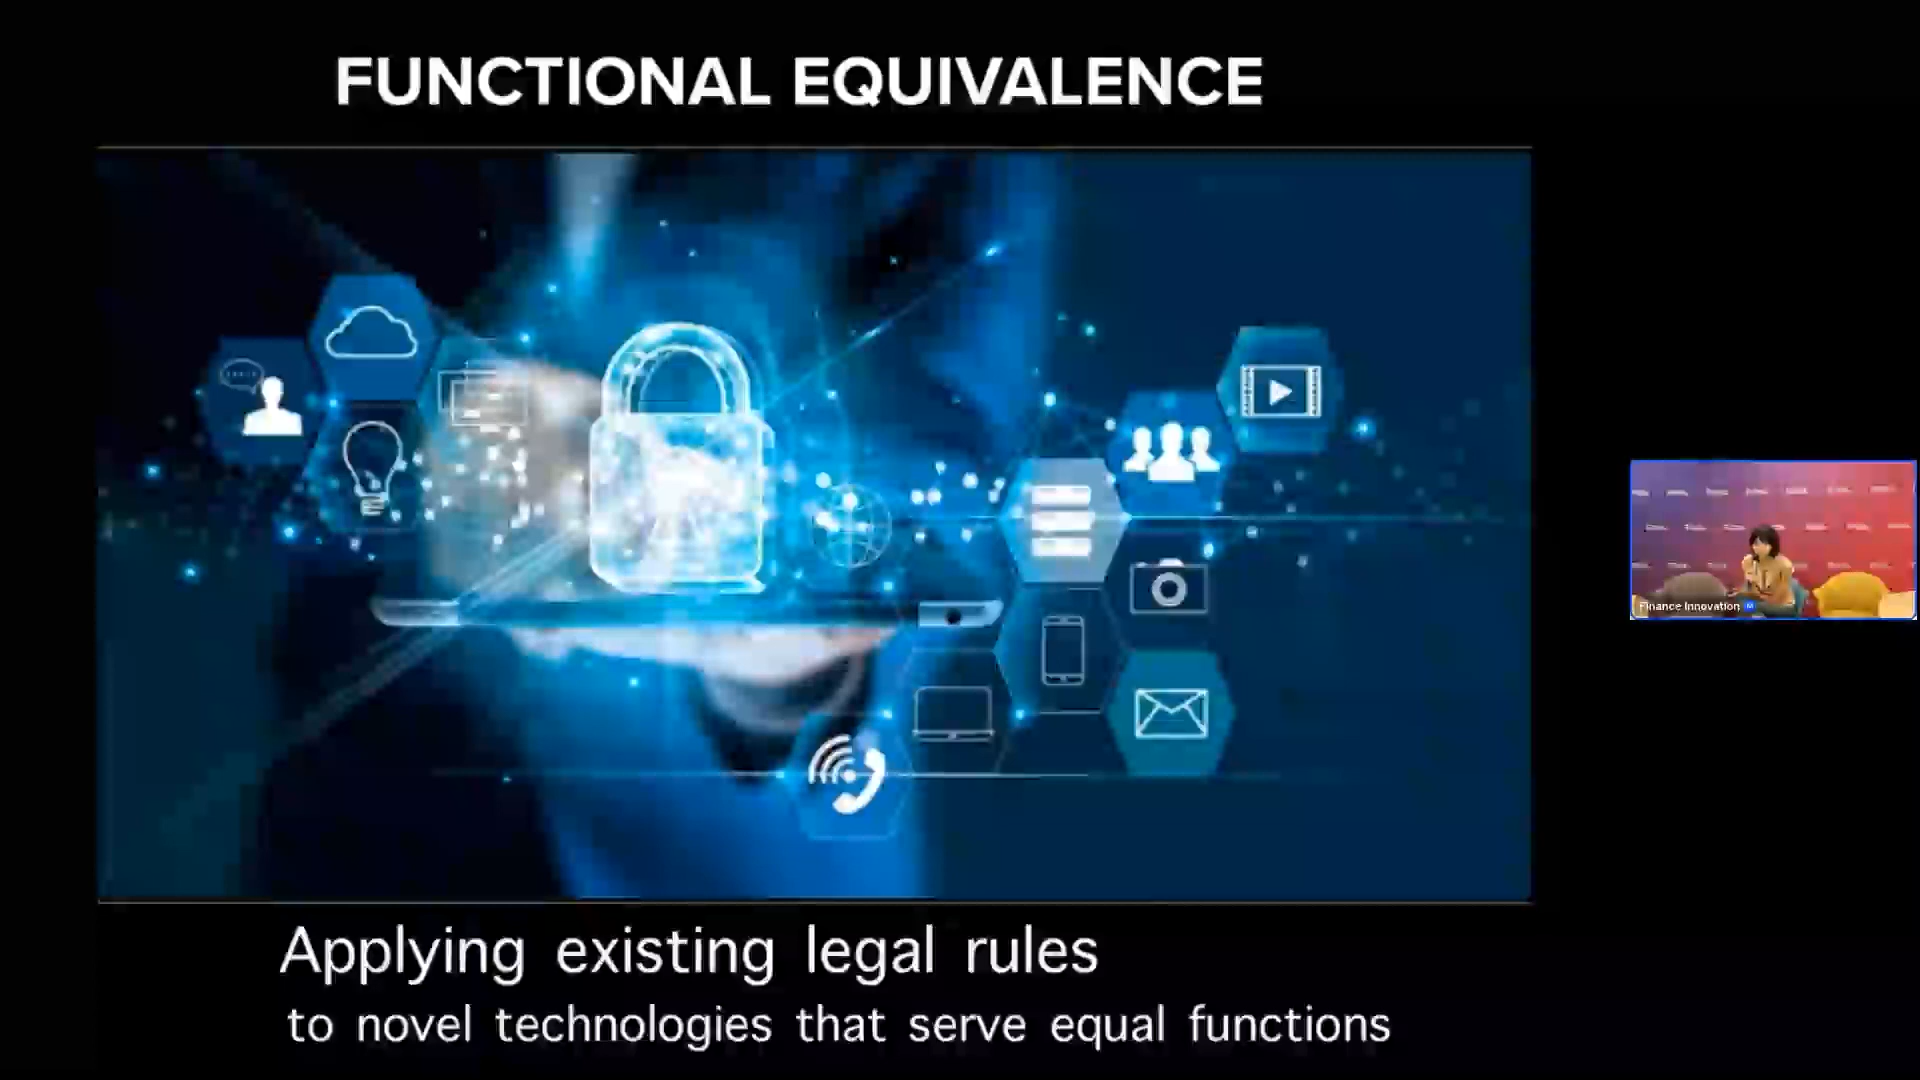 FUNCTIONAL EQUIVALENCE
Applying existing legal rules
to novel technologies that serve equal functions
Finance Innovation